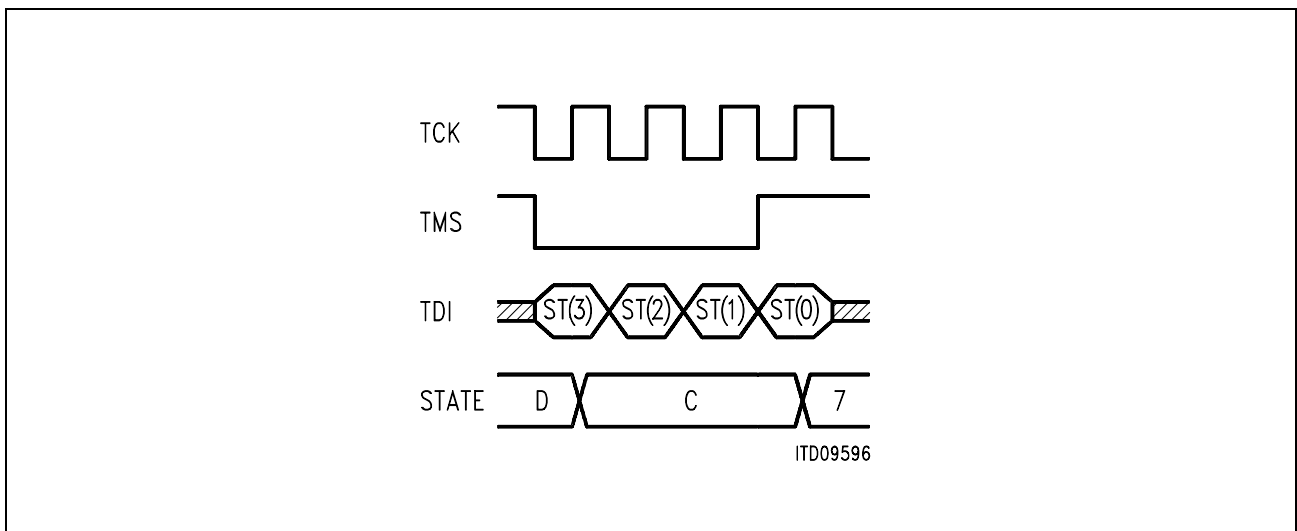 TCK
TMS
TDI ST(3) ST(2) ST(1) ST(0)
STATE D C 7
ITD09596